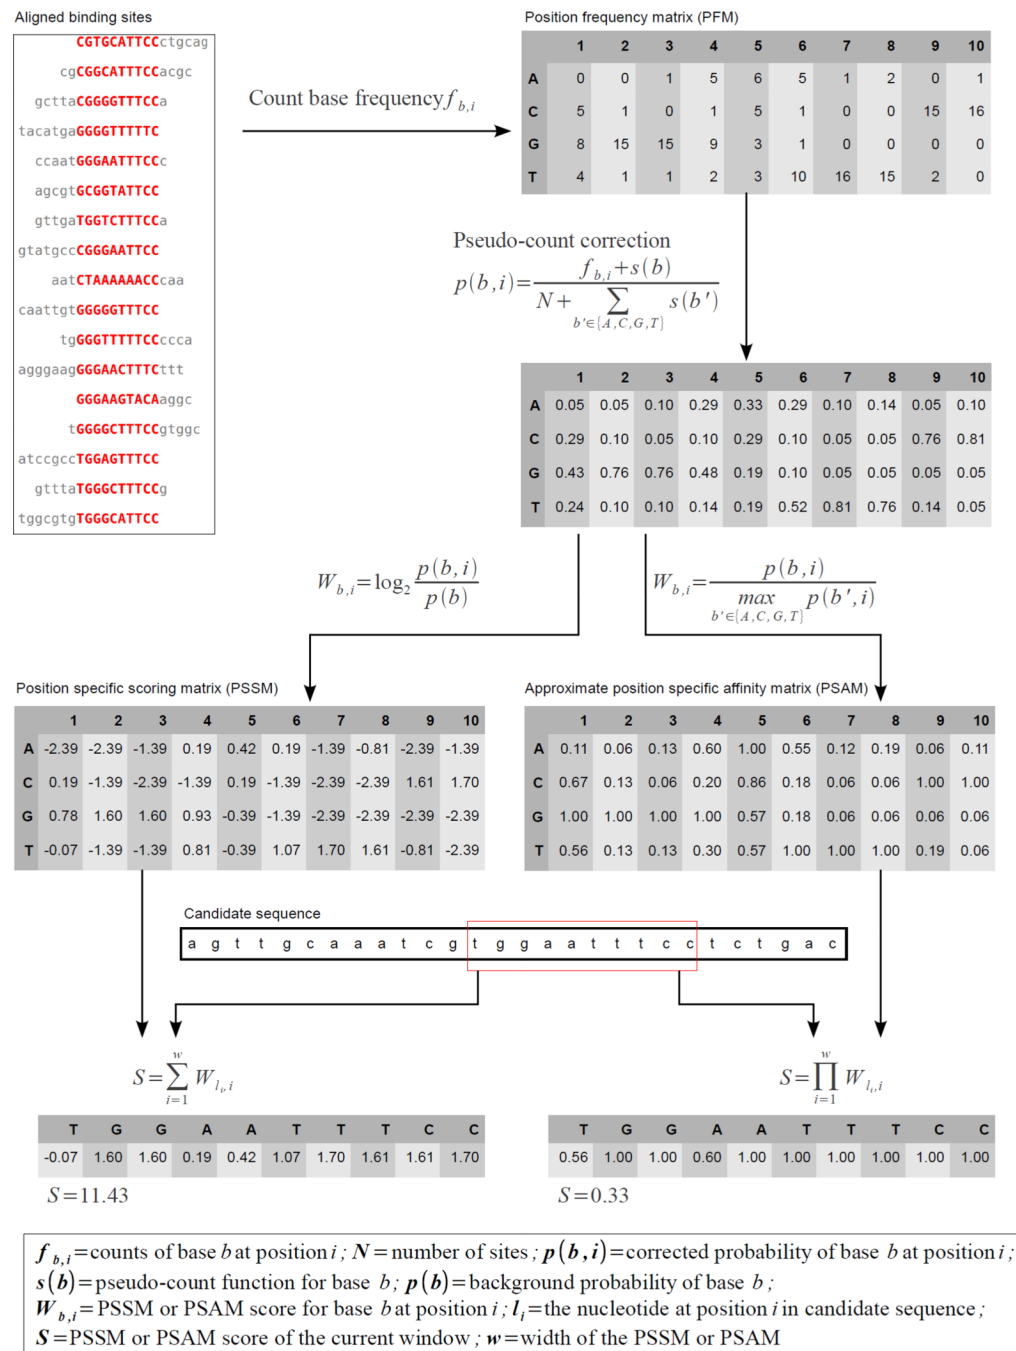 Aligned binding sites
CGTGCATTCCctgcag
cgCGGCATTTCCacgc
gcttaCGGGGTTTCCa
tacatgaGGGGTTTTTC
ccaatGGGAATTTCCc
agcgtGCGGTATTCC
gttgaTGGTCTTTCCa
gtatgccCGGGAATTCC
aatCTAAAAAACCcaa
caattgtGGGGGTTTCC
tgGGGTTTTTCCccca
agggaagGGGAACTTTCttt
GGGAAGTACAaggc
tGGGGCTTTCCgtggc
atccgccTGGAGTTTCC
gtttaTGGGCTTTCCg
tggcgtgTGGGCATTCC
Count base frequency f b,i
Position frequency matrix (PFM)
1 2 3 4 5 6 7 8 9 10
A 0 0 1 5 6 5 1 2 0 1
C 5 1 0 1 5 1 0 0 15 16
G 8 15 15 9 3 1 0 0 0 0
T 4 1 1 2 3 10 16 15 2 0
Pseudo-count correction
p(b,i)= f b,i + s(b) / N + ∑ b'∈{A,C,G,T} s(b')
1 2 3 4 5 6 7 8 9 10
A 0.05 0.05 0.10 0.29 0.33 0.29 0.10 0.14 0.05 0.10
C 0.29 0.10 0.05 0.10 0.29 0.10 0.05 0.05 0.76 0.81
G 0.43 0.76 0.76 0.48 0.19 0.10 0.05 0.05 0.05 0.05
T 0.24 0.10 0.10 0.14 0.19 0.52 0.81 0.76 0.14 0.05
W b,i = log2 p(b,i) / p(b)
W b,i = p(b,i) / max b'∈{A,C,G,T} p(b',i)
Position specific scoring matrix (PSSM)
1 2 3 4 5 6 7 8 9 10
A -2.39 -2.39 -1.39 0.19 0.42 0.19 -1.39 -0.81 -2.39 -1.39
C 0.19 -1.39 -2.39 -1.39 0.19 -1.39 -2.39 -2.39 1.61 1.70
G 0.78 1.60 1.60 0.93 -0.39 -1.39 -2.39 -2.39 -2.39 -2.39
T -0.07 -1.39 -1.39 0.81 -0.39 1.07 1.70 1.61 -0.81 -2.39
Approximate position specific affinity matrix (PSAM)
1 2 3 4 5 6 7 8 9 10
A 0.11 0.06 0.13 0.60 1.00 0.55 0.12 0.19 0.06 0.11
C 0.67 0.13 0.06 0.20 0.86 0.18 0.06 0.06 1.00 1.00
G 1.00 1.00 1.00 1.00 0.57 0.18 0.06 0.06 0.06 0.06
T 0.56 0.13 0.13 0.30 0.57 1.00 1.00 1.00 0.19 0.06
Candidate sequence
a g t t g c a a a t c g t g g a a t t t c c t c t g a c
S = ∑ i=1 w W l i ,i
S = ∏ i=1 w W l i ,i
T G G A A T T T C C
-0.07 1.60 1.60 0.19 0.42 1.07 1.70 1.61 1.61 1.70
S=11.43
T G G A A T T T C C
0.56 1.00 1.00 0.60 1.00 1.00 1.00 1.00 1.00 1.00
S=0.33
f b,i =counts of base b at position i ; N=number of sites ; p(b,i)=corrected probability of base b at position i ;
s(b)=pseudo-count function for base b; p(b)=background probability of base b ;
W b,i =PSSM or PSAM score for base b at position i ; l i =the nucleotide at position i in candidate sequence ;
S=PSSM or PSAM score of the current window ; w=width of the PSSM or PSAM